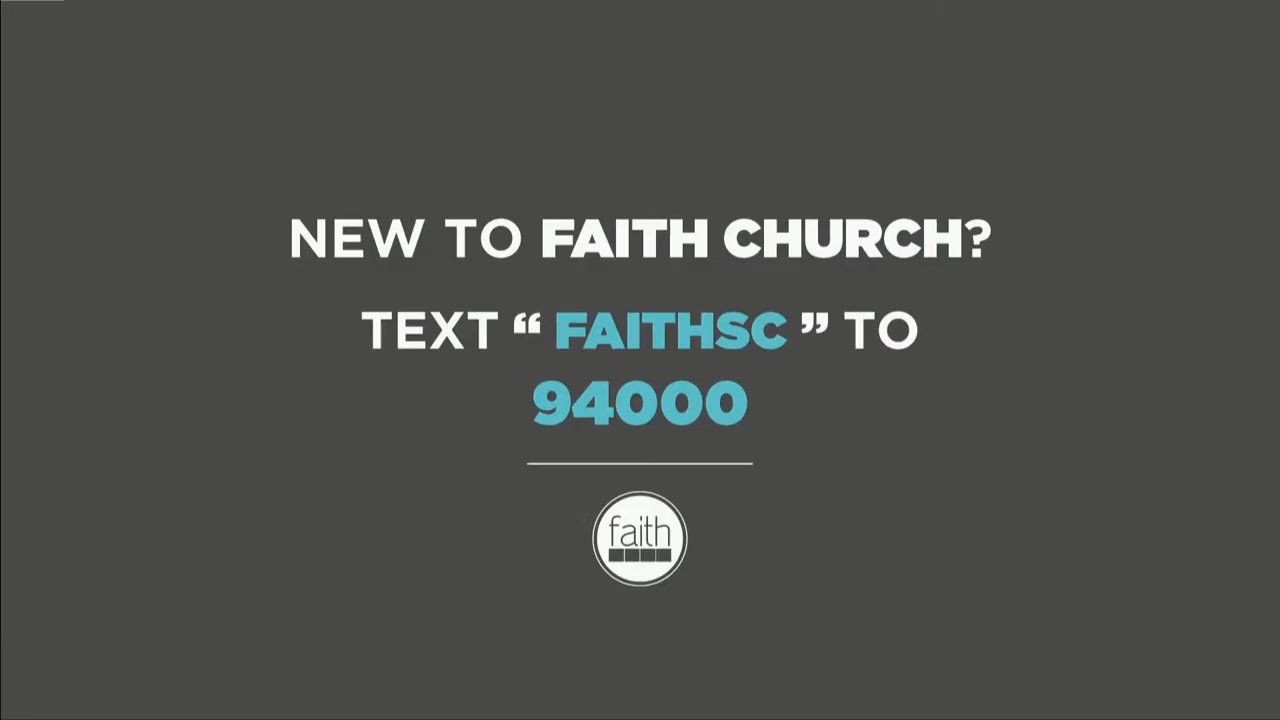 NEW TO FAITH CHURCH?
TEXT “ FAITHSC ” TO
94000
faith